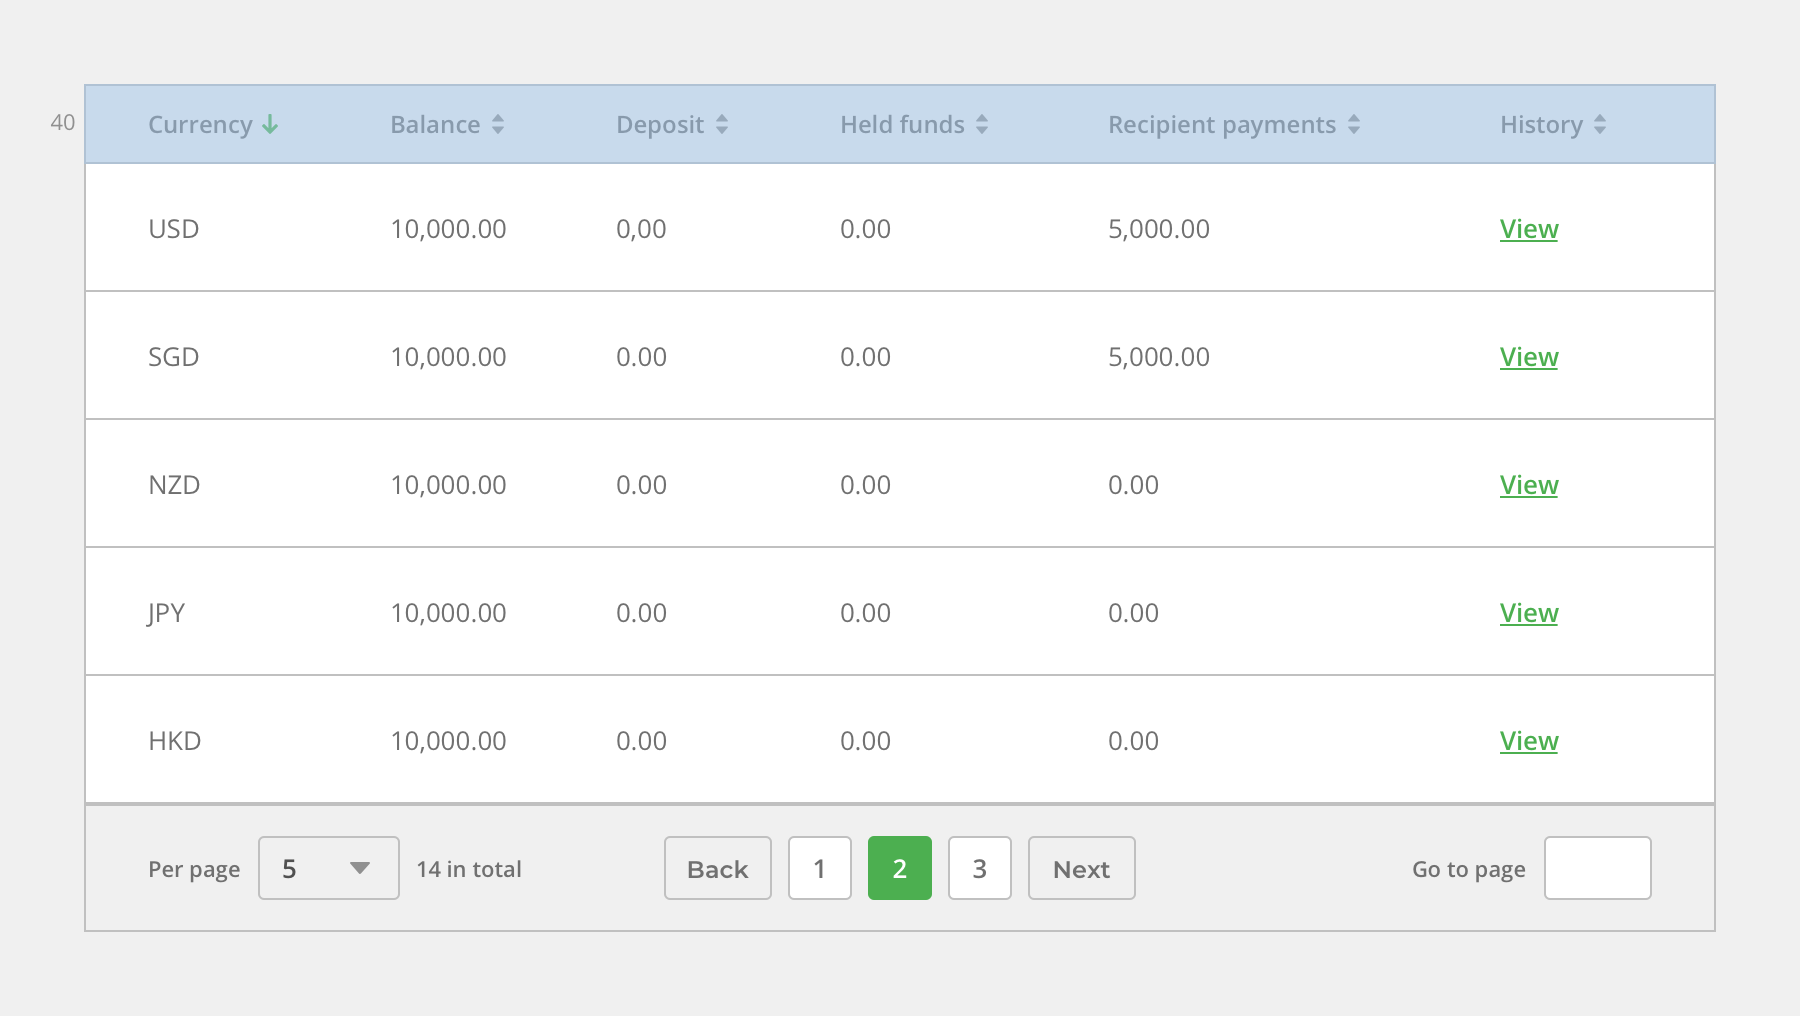 40
Currency Balance Deposit Held funds Recipient payments History
USD 10,000.00 0,00 0.00 5,000.00 View
SGD 10,000.00 0.00 0.00 5,000.00 View
NZD 10,000.00 0.00 0.00 0.00 View
JPY 10,000.00 0.00 0.00 0.00 View
HKD 10,000.00 0.00 0.00 0.00 View
Per page 5 14 in total Back 1 2 3 Next Go to page